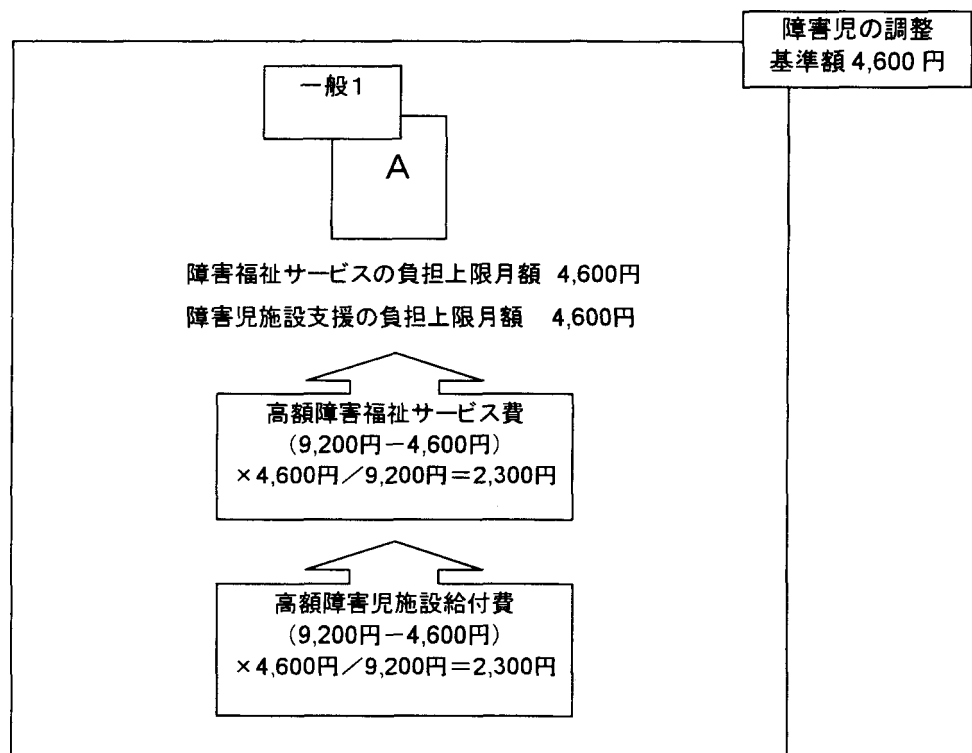 障害児の調整
基準額 4,600 円
一般1
A
障害福祉サービスの負担上限月額 4,600円
障害児施設支援の負担上限月額 4,600円
高額障害福祉サービス費
(9,200円-4,600円)
×4,600円/9,200円=2,300円
高額障害児施設給付費
(9,200円-4,600円)
×4,600円/9,200円=2,300円